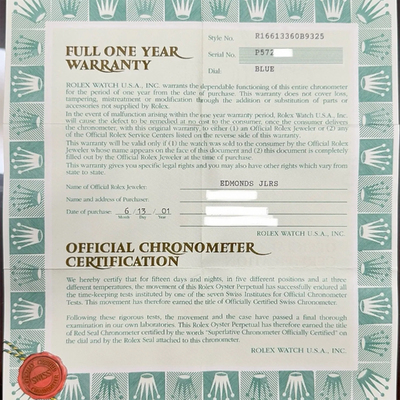 Style No R16613360B9325
FULL ONE YEAR
WARRANTY
Serial No P572
Dial: BLUE
ROLEX WATCH U.S.A., INC. warrants the dependable functioning of this entire chronometer
for the period of one year from the date of purchase. This warranty does not cover loss,
tampering, mistreatment or modification through the addition or substitution of parts or
accessories not supplied by Rolex.
In the event of malfunction arising within the one year warranty period, Rolex Watch U.S.A., Inc.
will cause the defect to be remedied at no cost to the consumer, once the consumer delivers
the chronometer, with this original warranty, to either (1) an Official Rolex Jeweler or (2) any
of the Official Rolex Service Centers listed on the reverse side of this warranty.
This warranty will be valid only if (1) the watch was sold to the consumer by the Official Rolex
Jeweler whose name appears on the face of this document and (2) this document is completely
filled out by the Official Rolex Jeweler at the time of purchase.
This warranty gives you specific legal rights and you may also have other rights which vary from
state to state.
Name of Official Rolex Jeweler: EDMONDS JLRS
Name and address of Purchaser:
Date of purchase: 6 13 01
Month Day Year
ROLEX WATCH U.S.A., INC.
OFFICIAL CHRONOMETER
CERTIFICATION
We hereby certify that for fifteen days and nights, in five different positions and at three
different temperatures, the movement of this Rolex Oyster Perpetual has successfully endured all
the time-keeping tests instituted by one of the seven Swiss Institutes for Official Chronometer
Tests. This movement has therefore earned the title of Officially Certified Swiss Chronometer.
Following these rigorous tests, the movement and the case have passed a final thorough
examination in our own laboratories. This Rolex Oyster Perpetual has therefore earned the title
of Red Seal Chronometer certified by the words "Superlative Chronometer Officially Certified" on
the dial and by the Rolex Seal attached to this chronometer.
ROLEX WATCH U.S.A., INC.